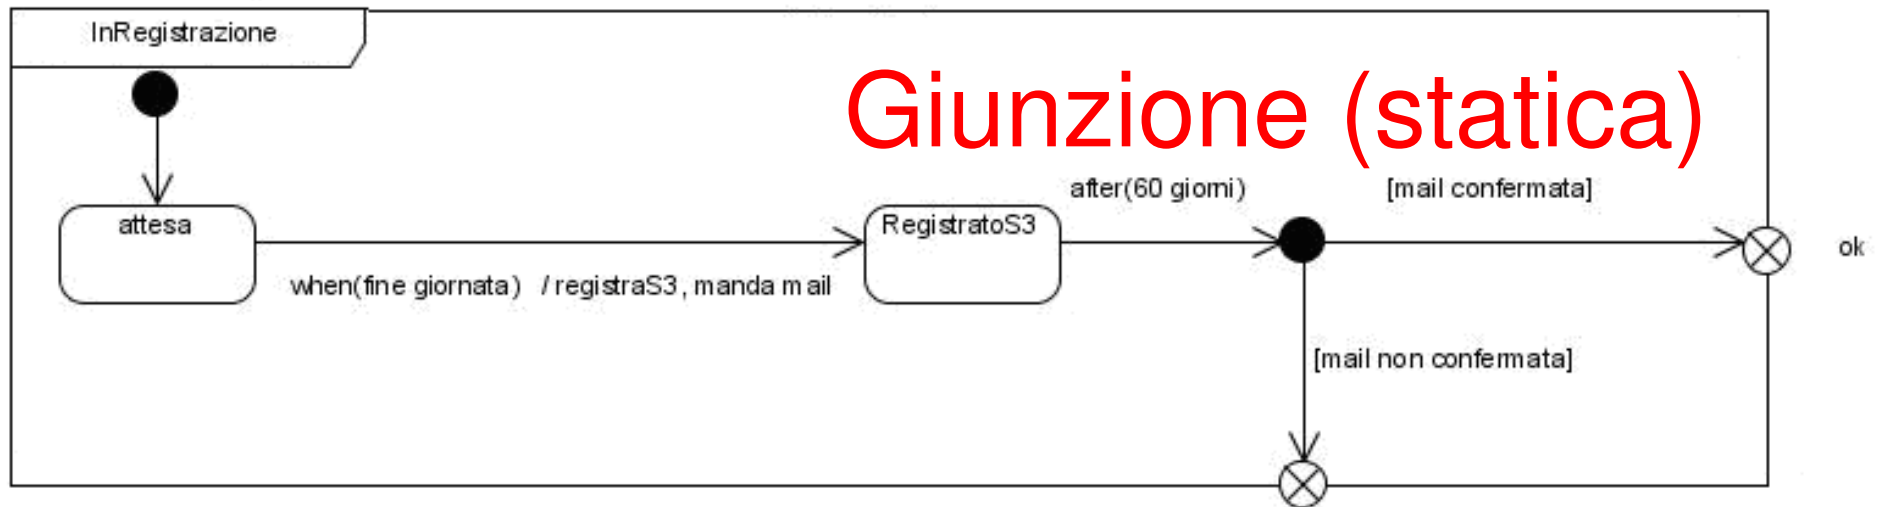 InRegistrazione
Giunzione (statica)
after(60 giorni)
[mail confermata]
attesa
RegistratoS3
ok
when(fine giornata) / registraS3, manda mail
[mail non confermata]